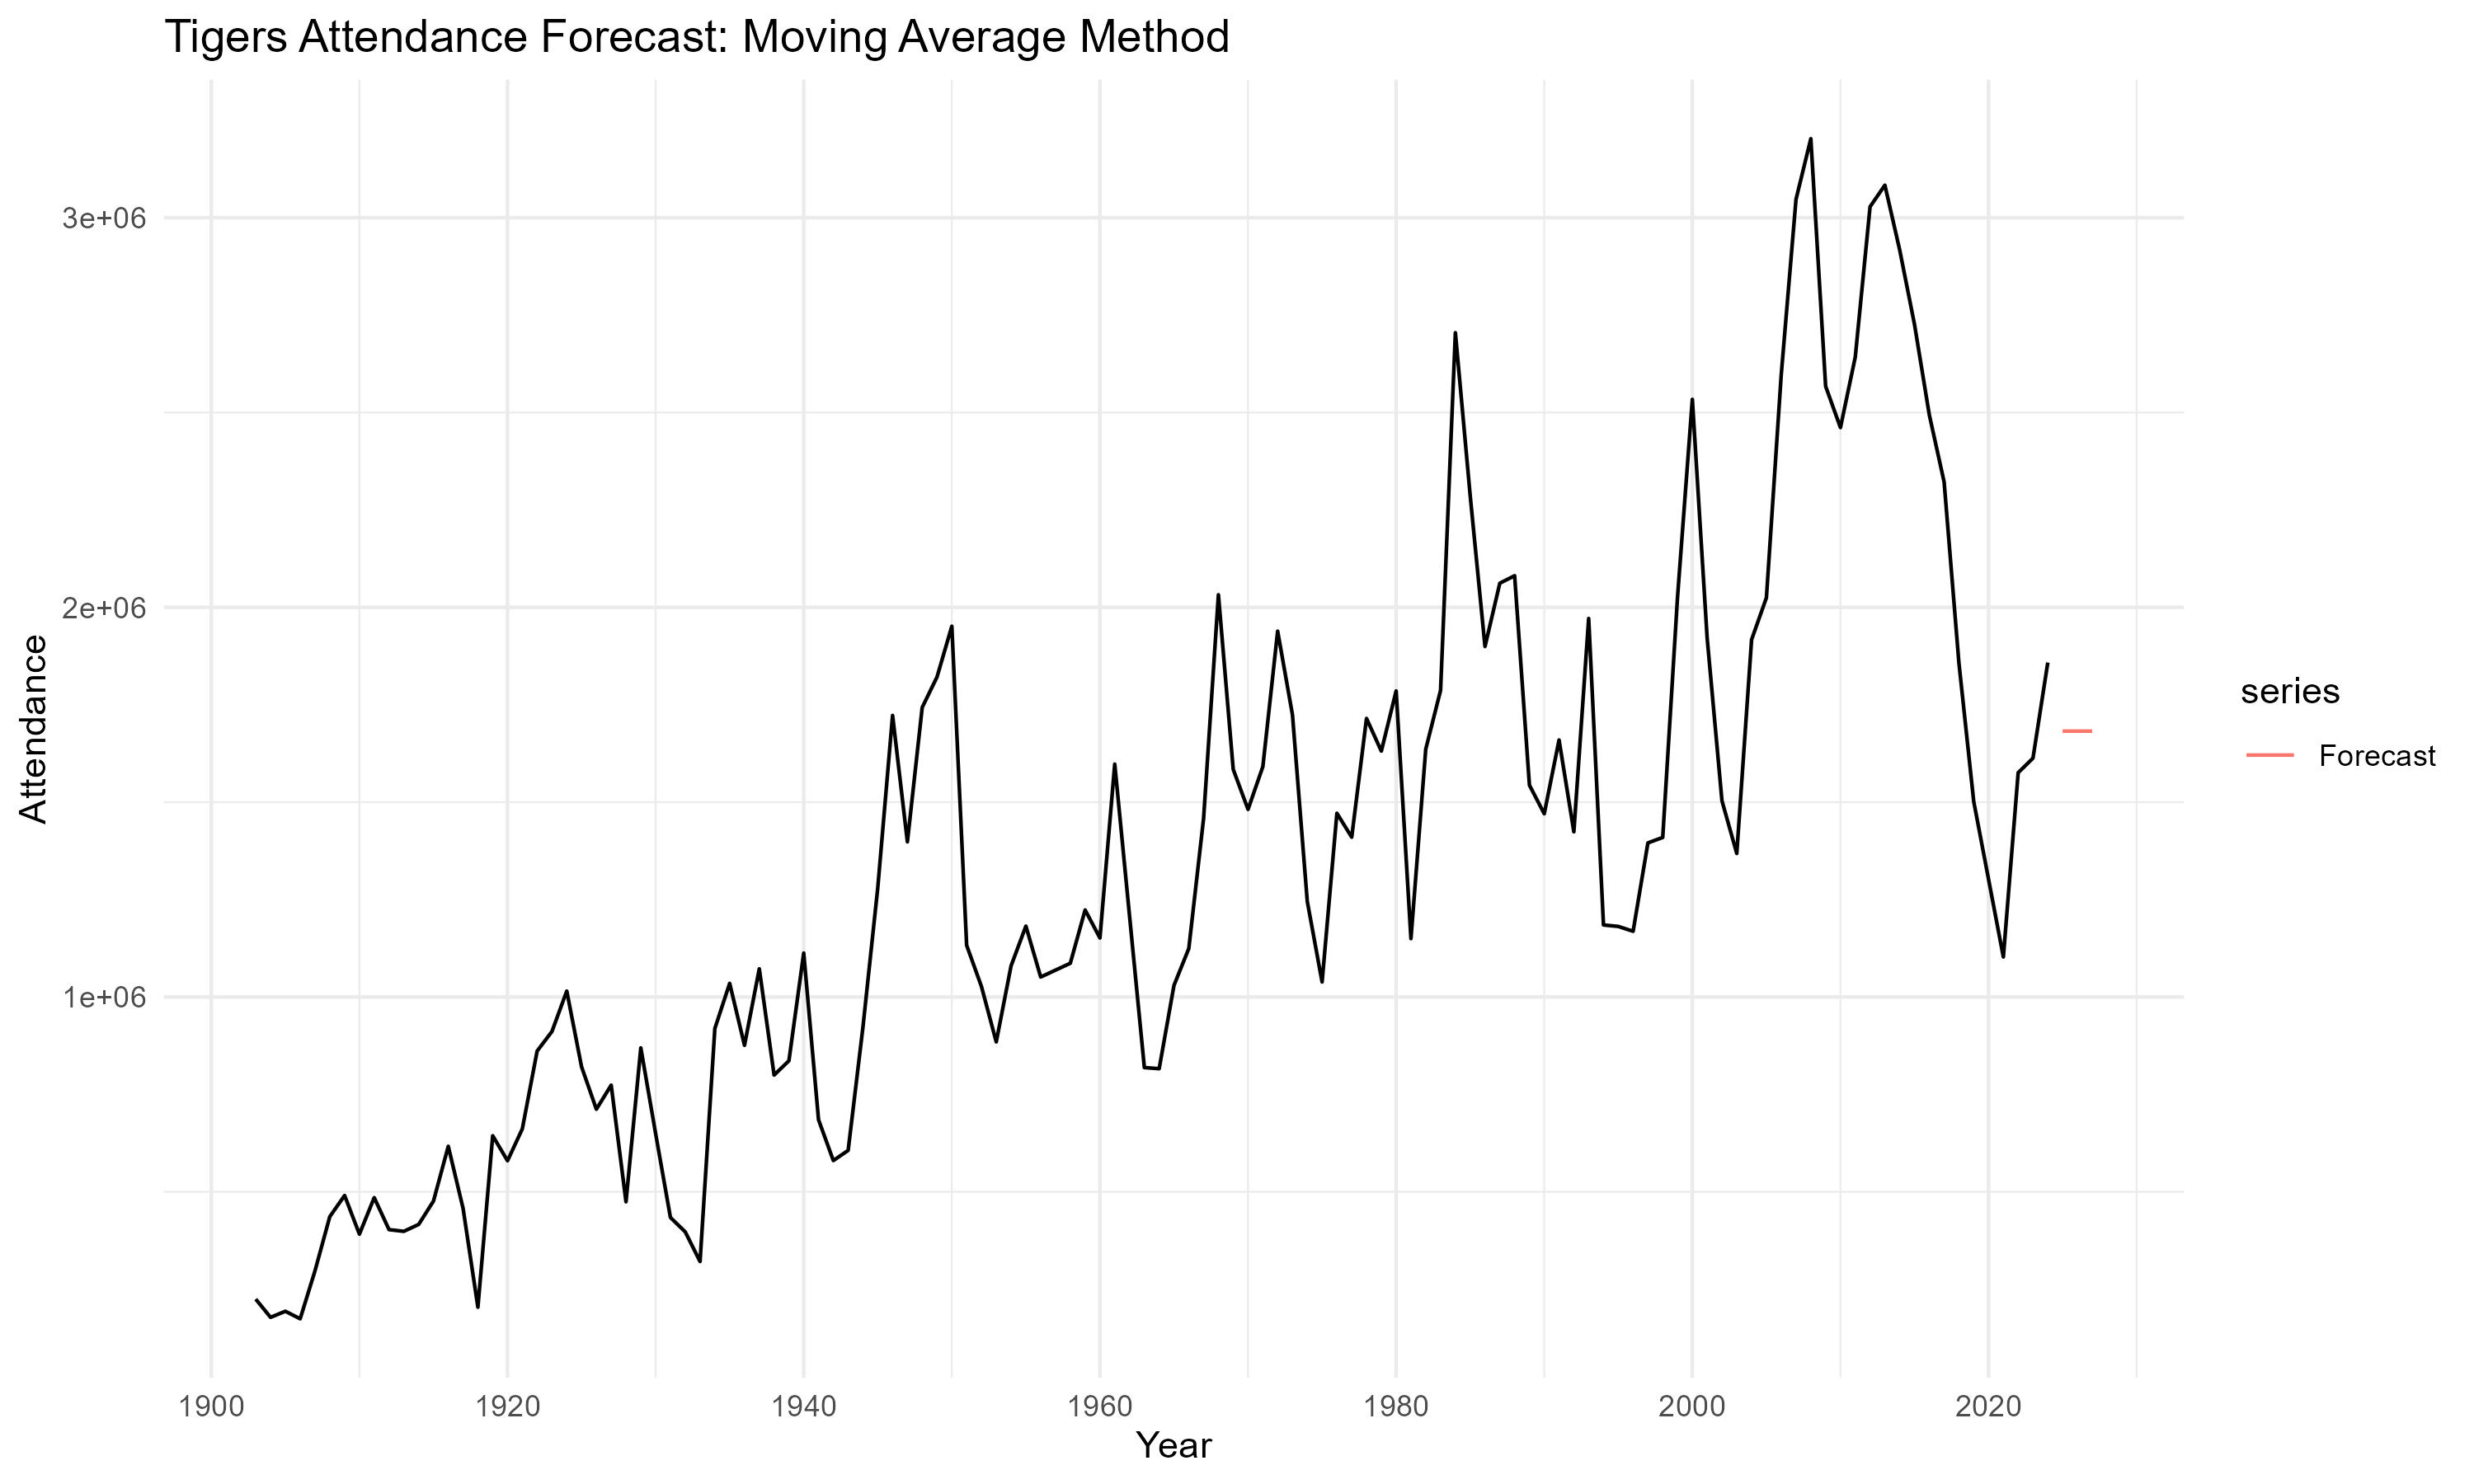 Tigers Attendance Forecast: Moving Average Method
3e+06
2e+06
1e+06
Attendance
1900 1920 1940 1960 1980 2000 2020
Year
series
Forecast